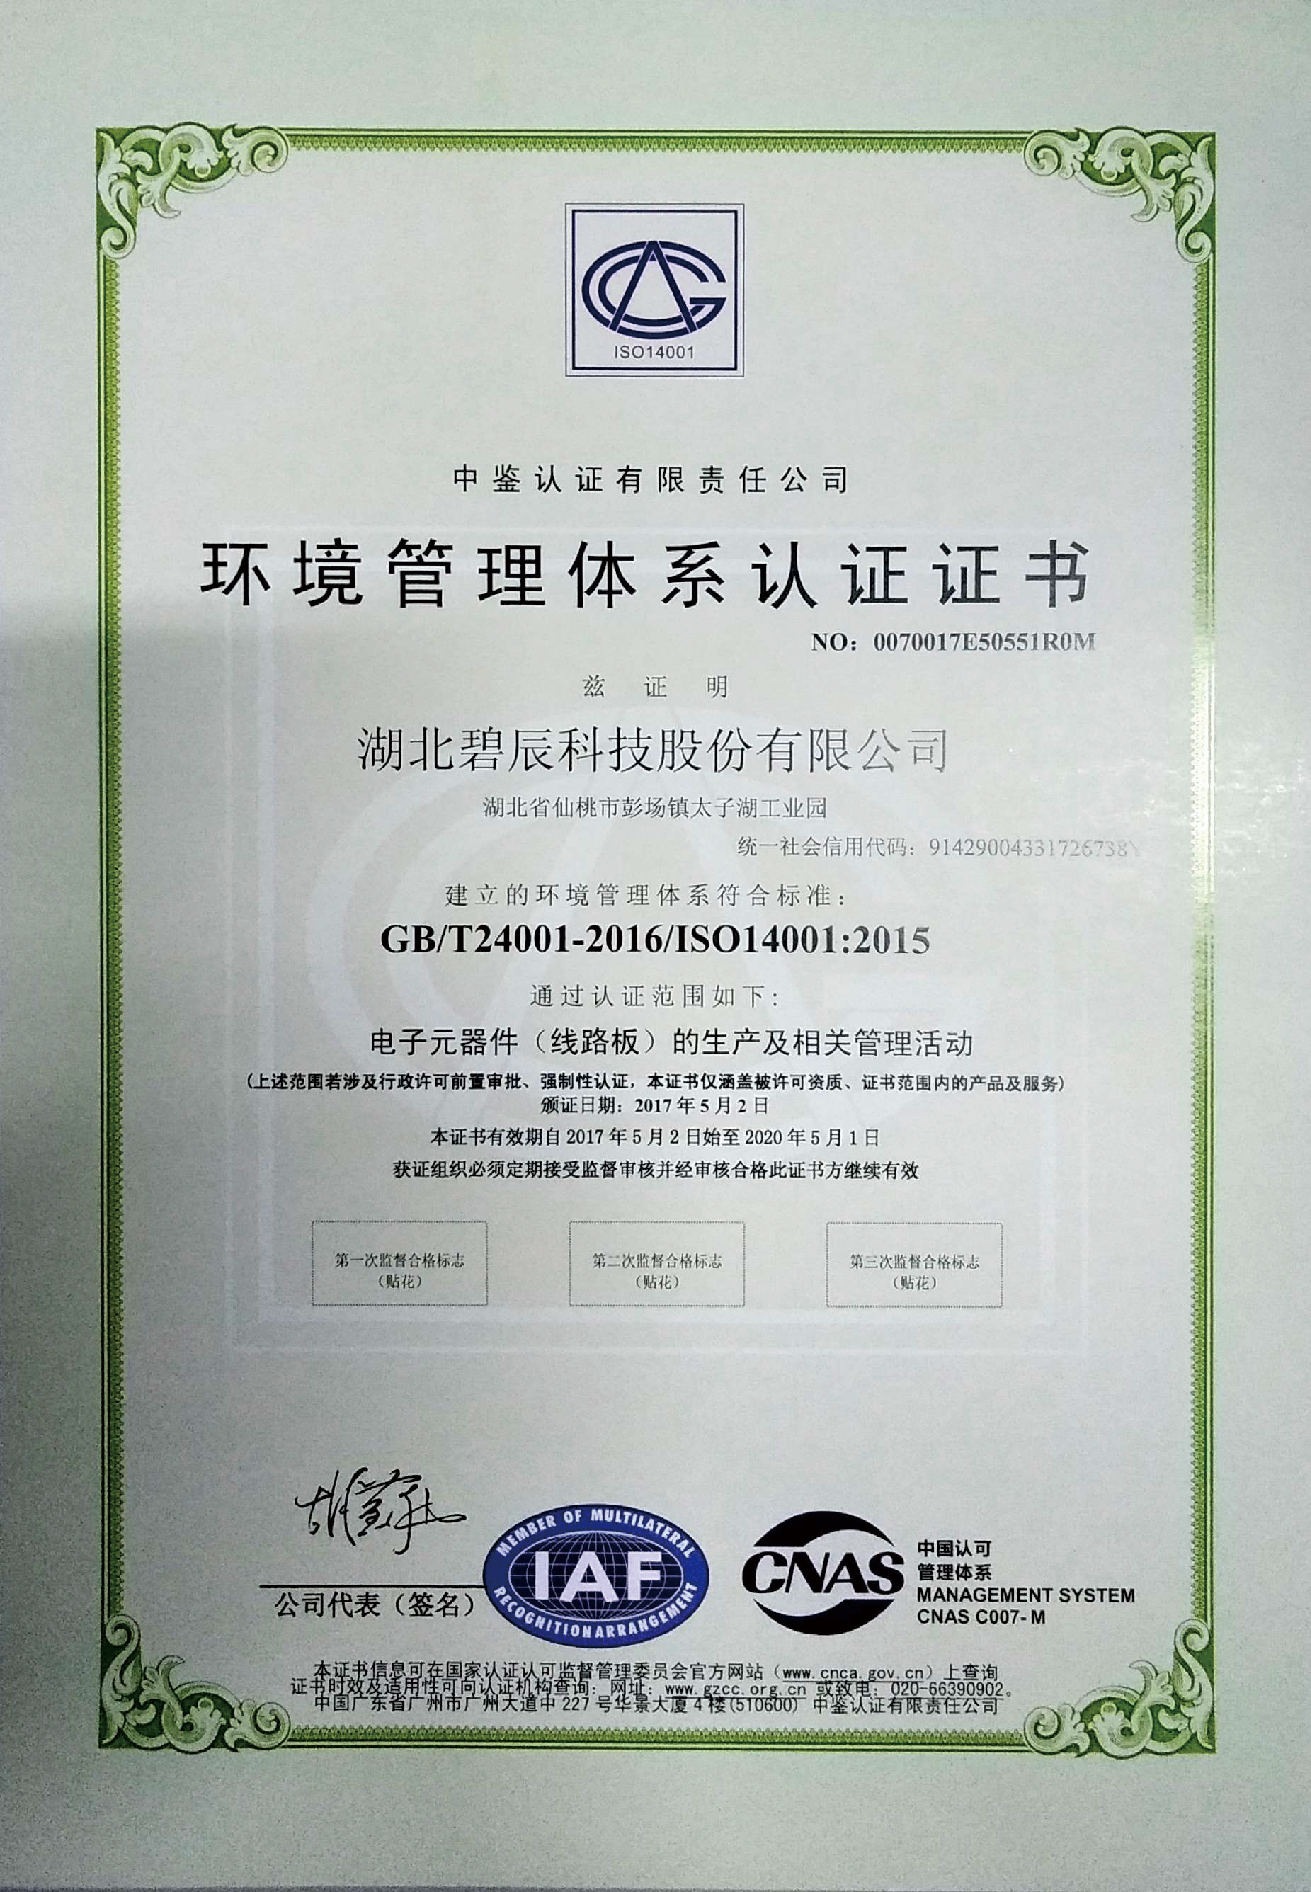 ISO14001
中鉴认证有限责任公司
环境管理体系认证证书
NO：0070017E50551R0M
兹 证 明
湖北碧辰科技股份有限公司
湖北省仙桃市彭场镇太子湖工业园
统一社会信用代码：91429004331726738Y
建立的环境管理体系符合标准：
GB/T24001-2016/ISO14001:2015
通过认证范围如下：
电子元器件（线路板）的生产及相关管理活动
(上述范围若涉及行政许可前置审批、强制性认证，本证书仅涵盖被许可资质、证书范围内的产品及服务)
颁证日期：2017 年 5 月 2 日
本证书有效期自 2017 年 5 月 2 日始至 2020 年 5 月 1 日
获证组织必须定期接受监督审核并经审核合格此证书方继续有效
第一次监督合格标志
（贴花）
第二次监督合格标志
（贴花）
第三次监督合格标志
（贴花）
公司代表（签名）
MEMBER OF MULTILATERAL
IAF
RECOGNITION ARRANGEMENT
CNAS
中国认可
管理体系
MANAGEMENT SYSTEM
CNAS C007-M
本证书信息可在国家认证认可监督管理委员会官方网站（www.cnca.gov.cn）上查询
证书时效及适用性可向认证机构查询：网址：www.gzcc.org.cn 或致电：020-66390902。
中国广东省广州市广州大道中 227 号华景大厦 4 楼(510600) 中鉴认证有限责任公司